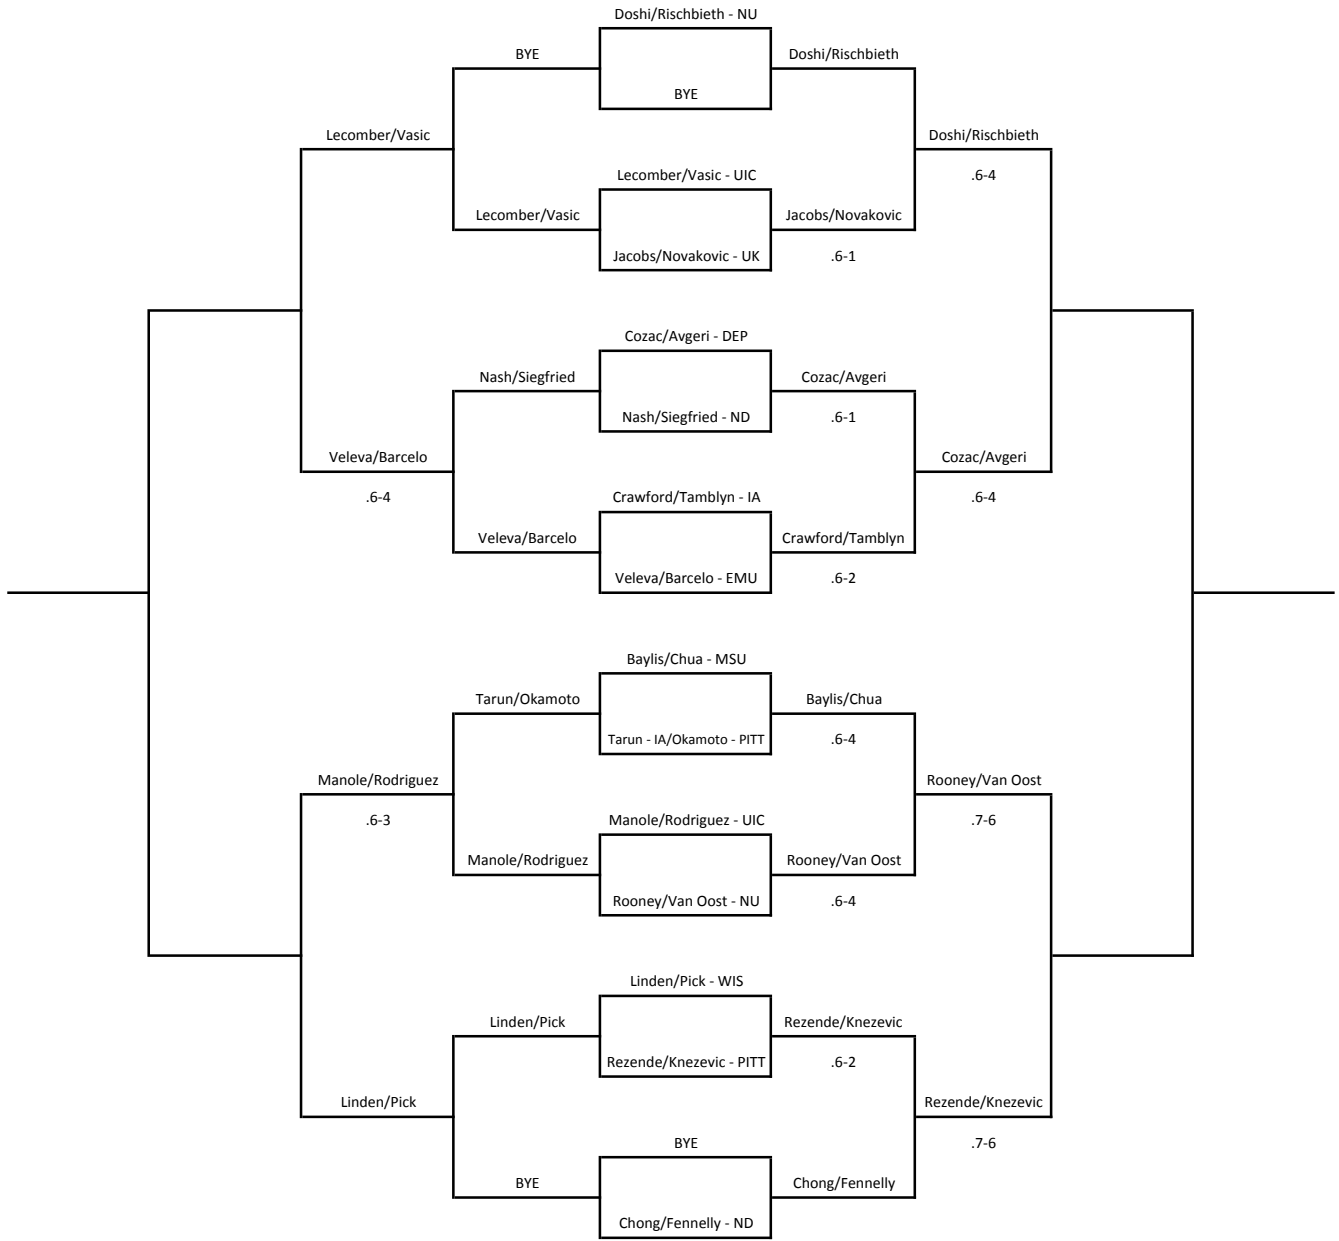 Doshi/Rischbieth - NU
BYE
Doshi/Rischbieth
BYE
Lecomber/Vasic
Doshi/Rischbieth
Lecomber/Vasic - UIC
.6-4
Lecomber/Vasic
Jacobs/Novakovic
Jacobs/Novakovic - UK
.6-1
Cozac/Avgeri - DEP
Nash/Siegfried
Cozac/Avgeri
Nash/Siegfried - ND
.6-1
Veleva/Barcelo
Cozac/Avgeri
.6-4
Crawford/Tamblyn - IA
.6-4
Veleva/Barcelo
Crawford/Tamblyn
Veleva/Barcelo - EMU
.6-2
Baylis/Chua - MSU
Tarun/Okamoto
Baylis/Chua
Tarun - IA/Okamoto - PITT
.6-4
Manole/Rodriguez
Rooney/Van Oost
.6-3
Manole/Rodriguez - UIC
.7-6
Manole/Rodriguez
Rooney/Van Oost
Rooney/Van Oost - NU
.6-4
Linden/Pick - WIS
Linden/Pick
Rezende/Knezevic
Rezende/Knezevic - PITT
.6-2
Linden/Pick
Rezende/Knezevic
BYE
.7-6
BYE
Chong/Fennelly
Chong/Fennelly - ND